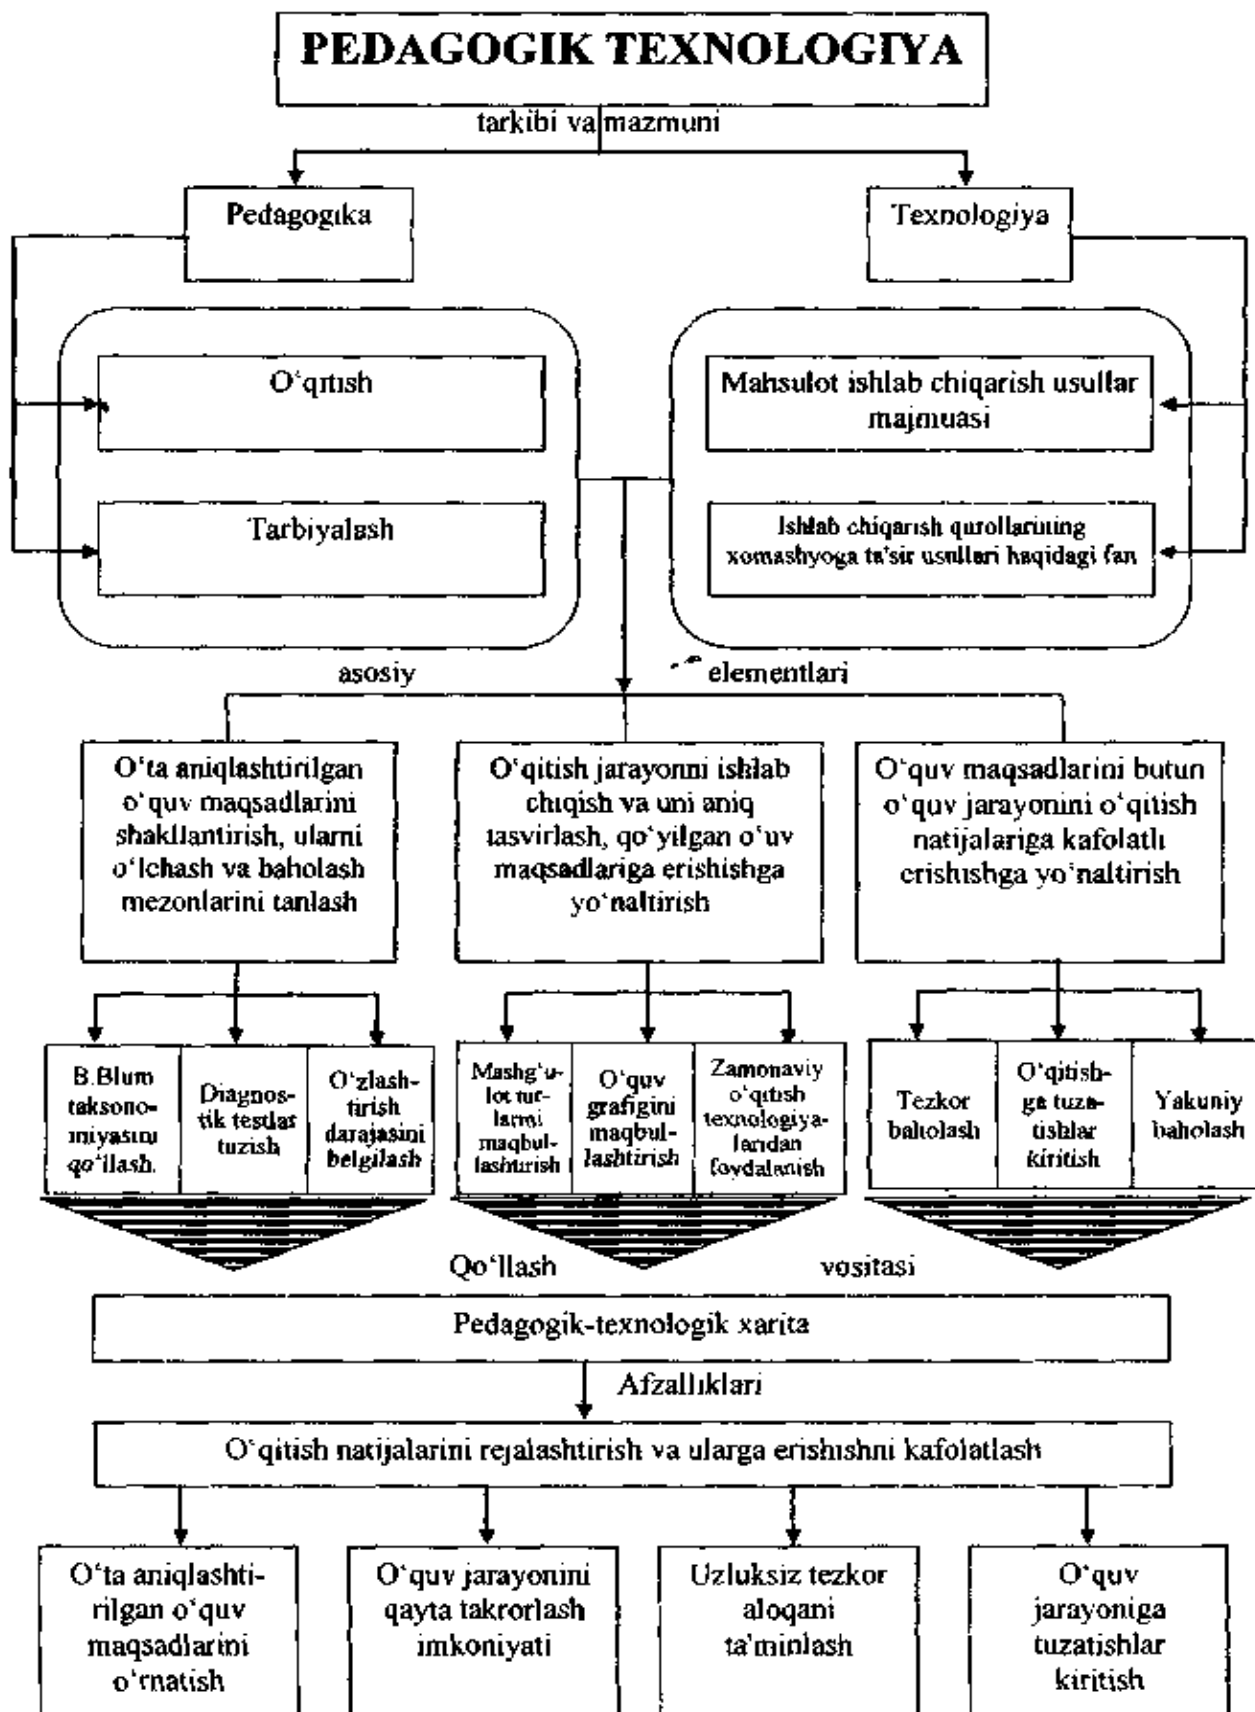 PEDAGOGIK TEXNOLOGIYA
tarkibi va mazmuni
Pedagogika
Texnologiya
O‘qitish
Mahsulot ishlab chiqarish usullar
majmuasi
Tarbiyalash
Ishlab chiqarish qurollarining
xomashyoga ta'sir usullari haqidagi fan
asosiy
elementlari
O‘ta aniqlashtirilgan
o‘quv maqsadlarini
shakllantirish, ularni
o‘lchash va baholash
mezonlarini tanlash
O‘qitish jarayonni ishlab
chiqish va uni aniq
tasvirlash, qo‘yilgan o‘uv
maqsadlariga erishishga
yo‘naltirish
O‘quv maqsadlarini butun
o‘quv jarayonini o‘qitish
natijalariga kafolatli
erishishga yo‘naltirish
B.Blum
taksono-
miyasini
qo‘llash.
Diagnos-
tik testlar
tuzish
O‘zlash-
tirish
darajasini
belgilash
Mashg‘u-
lot tur-
larini
maqbul-
lashtirish
O‘quv
grafigini
maqbul-
lashtirish
Zamonaviy
o‘qitish
texnologiya-
laridan
foydalanish
Tezkor
baholash
O‘qitish-
ga tuza-
tishlar
kiritish
Yakuniy
baholash
Qo‘llash
vositasi
Pedagogik-texnologik xarita
Afzalliklari
O‘qitish natijalarini rejalashtirish va ularga erishishni kafolatlash
O‘ta aniqlashti-
rilgan o‘quv
maqsadlarini
o‘rnatish
O‘quv jarayonini
qayta takrorlash
imkoniyati
Uzluksiz tezkor
aloqani
ta'minlash
O‘quv
jarayoniga
tuzatishlar
kiritish